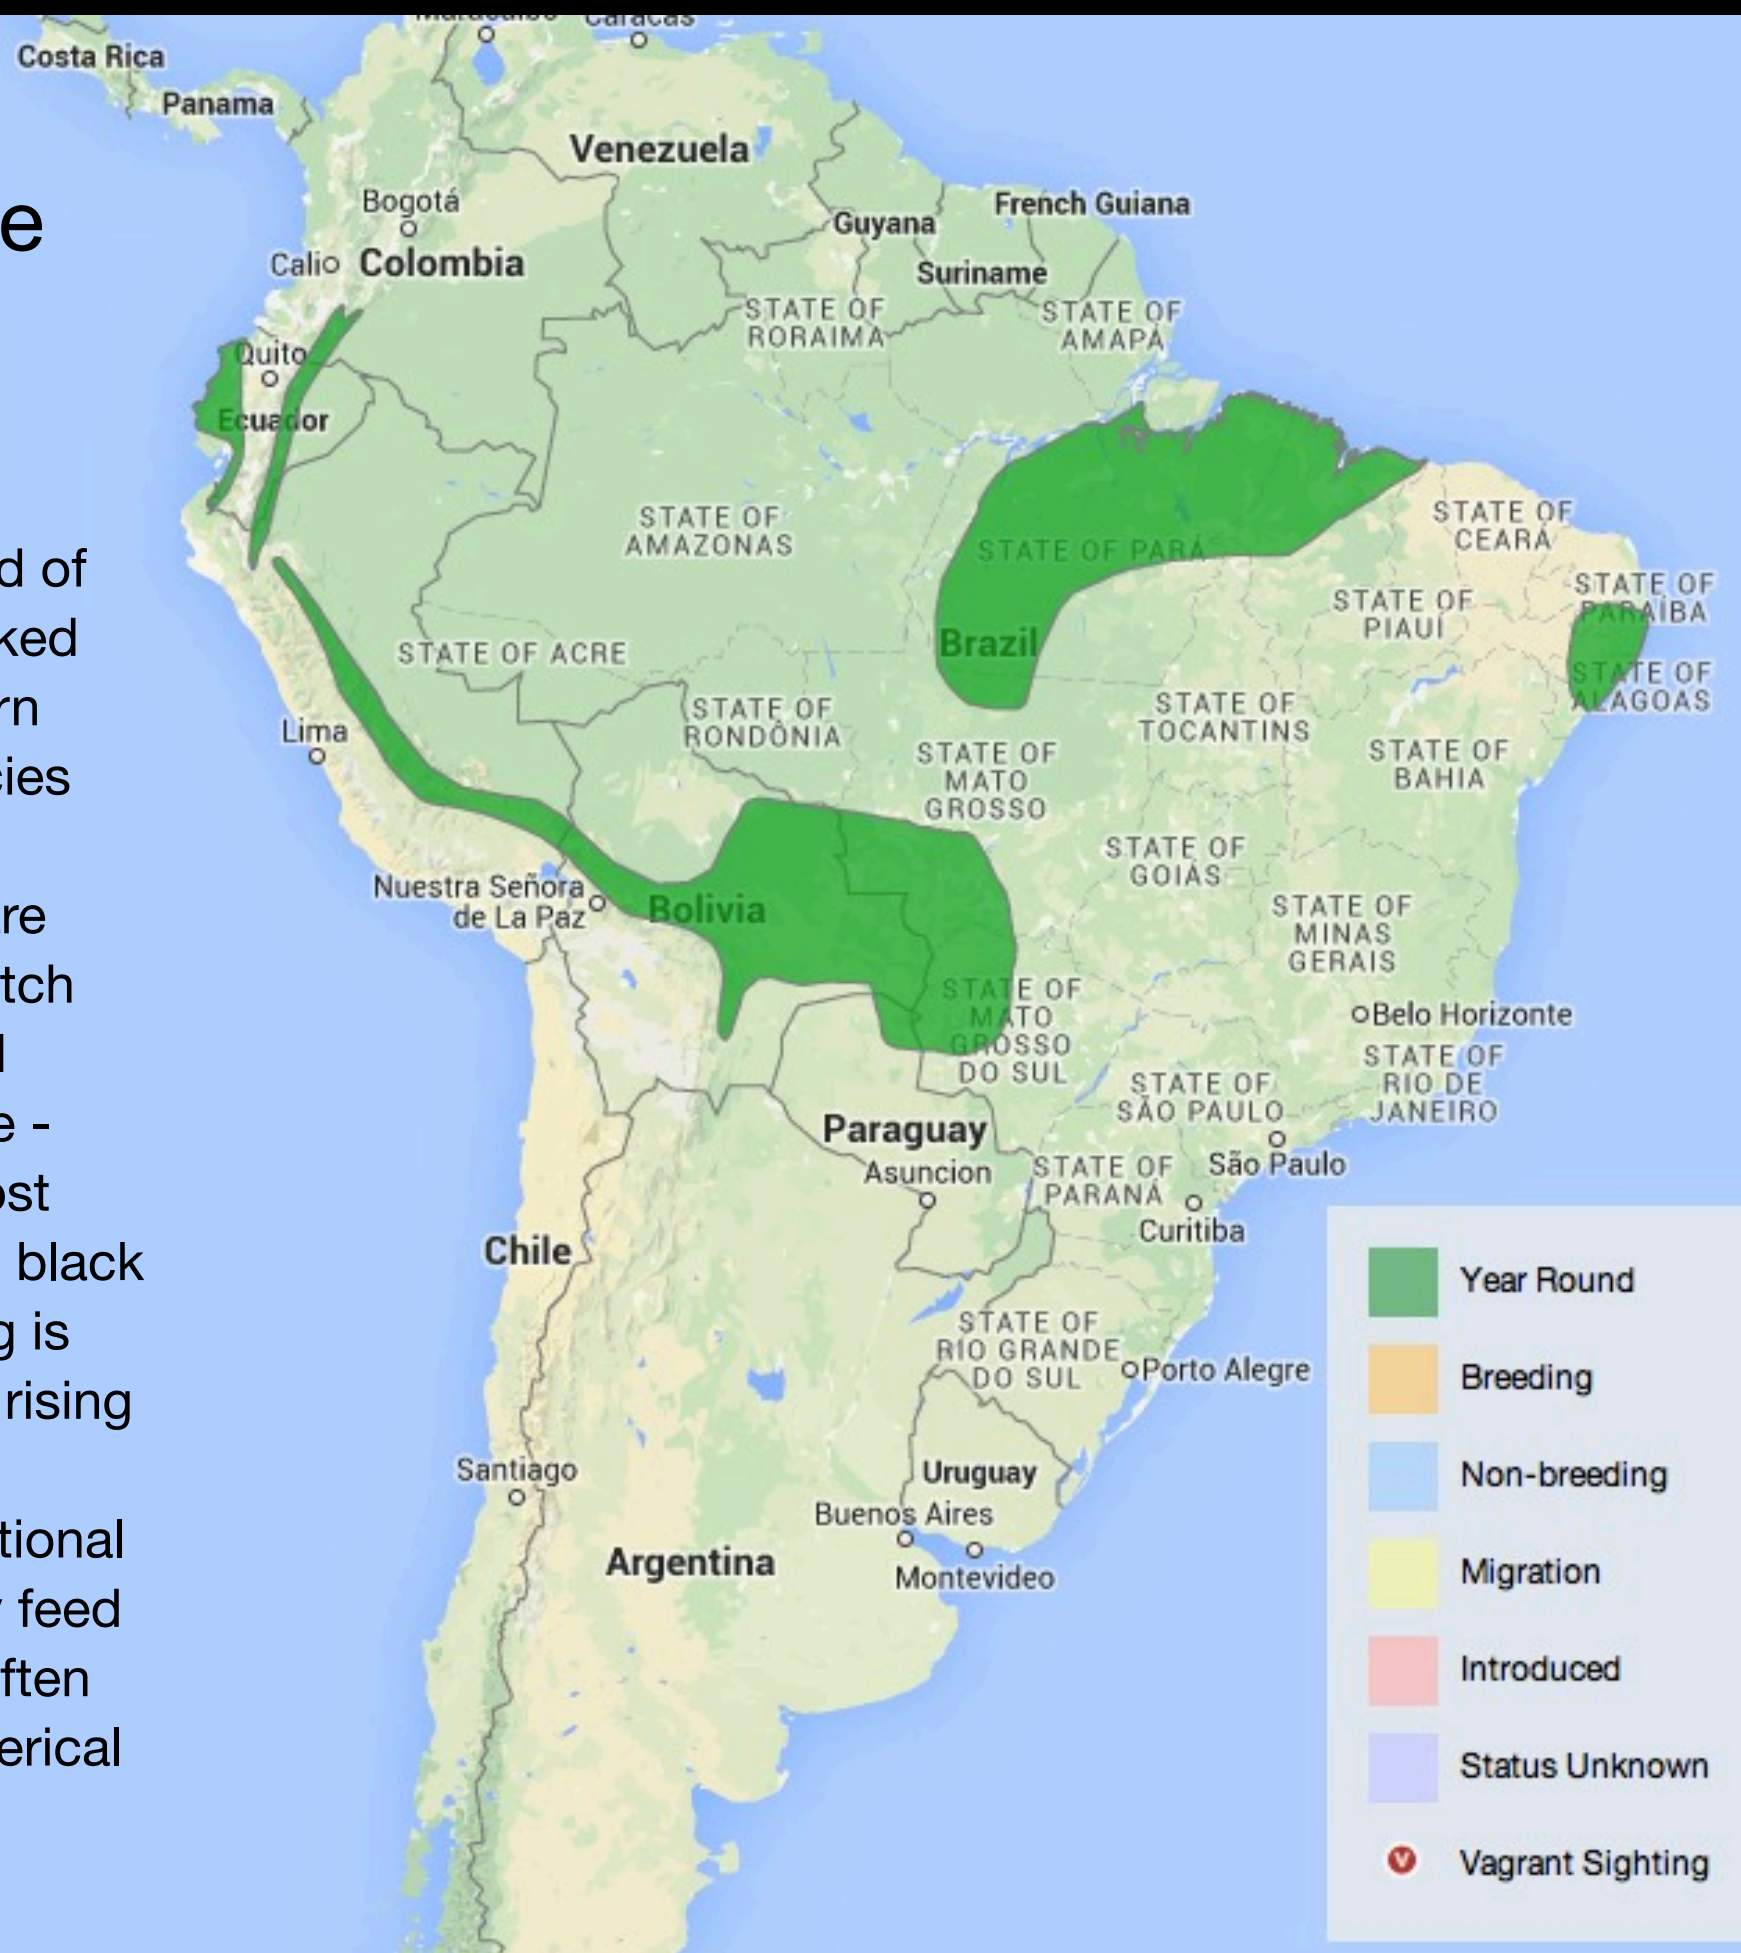 e
d of
ked
rn
cies
are
tch
e -
ost
black
g is
rising
tional
feed
ften
erical
Caracas
Costa Rica
Panama
Venezuela
Bogotá
Guyana
French Guiana
Cali
Colombia
Suriname
STATE OF
RORAIMA
STATE OF
AMAPÁ
Quito
Ecuador
STATE OF
AMAZONAS
STATE OF PARÁ
STATE OF
CEARÁ
STATE OF
PARAÍBA
STATE OF
PIAUÍ
Brazil
STATE OF ACRE
STATE OF
ALAGOAS
STATE OF
RONDÔNIA
STATE OF
TOCANTINS
Lima
STATE OF
MATO
GROSSO
STATE OF
BAHIA
STATE OF
GOIÁS
Nuestra Señora
de La Paz
Bolivia
STATE OF
MINAS
GERAIS
STATE OF
MATO
GROSSO
DO SUL
Belo Horizonte
STATE OF
RIO DE
JANEIRO
STATE OF
SÃO PAULO
Paraguay
Asuncion
STATE OF
PARANÁ
São Paulo
Curitiba
Chile
STATE OF
RIO GRANDE
DO SUL
Porto Alegre
Santiago
Uruguay
Buenos Aires
Montevideo
Argentina
Year Round
Breeding
Non-breeding
Migration
Introduced
Status Unknown
V
Vagrant Sighting